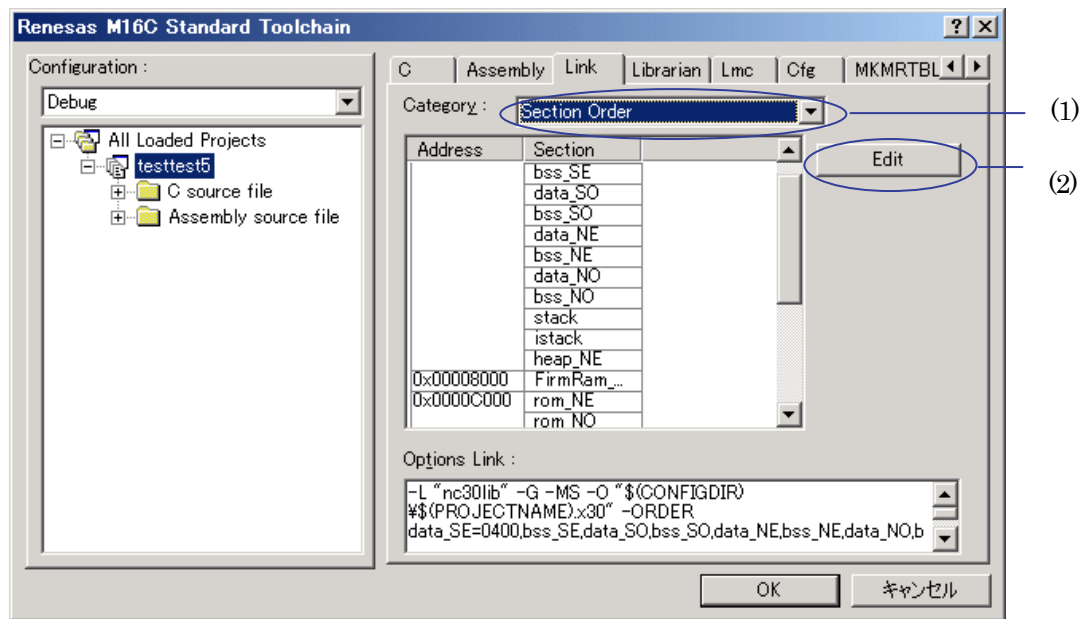 Renesas M16C Standard Toolchain
Configuration :
Debug
All Loaded Projects
testtest5
C source file
Assembly source file
C Assembly Link Librarian Lmc Cfg MKMRTBL
Category : Section Order
(1)
Address Section
Edit
(2)
bss_SE
data_SO
bss_SO
data_NE
bss_NE
data_NO
bss_NO
stack
istack
heap_NE
0x00008000 FirmRam_...
0x0000C000 rom_NE
rom_NO
Options Link :
-L "nc30lib" -G -MS -O "$(CONFIGDIR)
¥$(PROJECTNAME).x30" -ORDER
data_SE=0400,bss_SE,data_SO,bss_SO,data_NE,bss_NE,data_NO,b
OK キャンセル